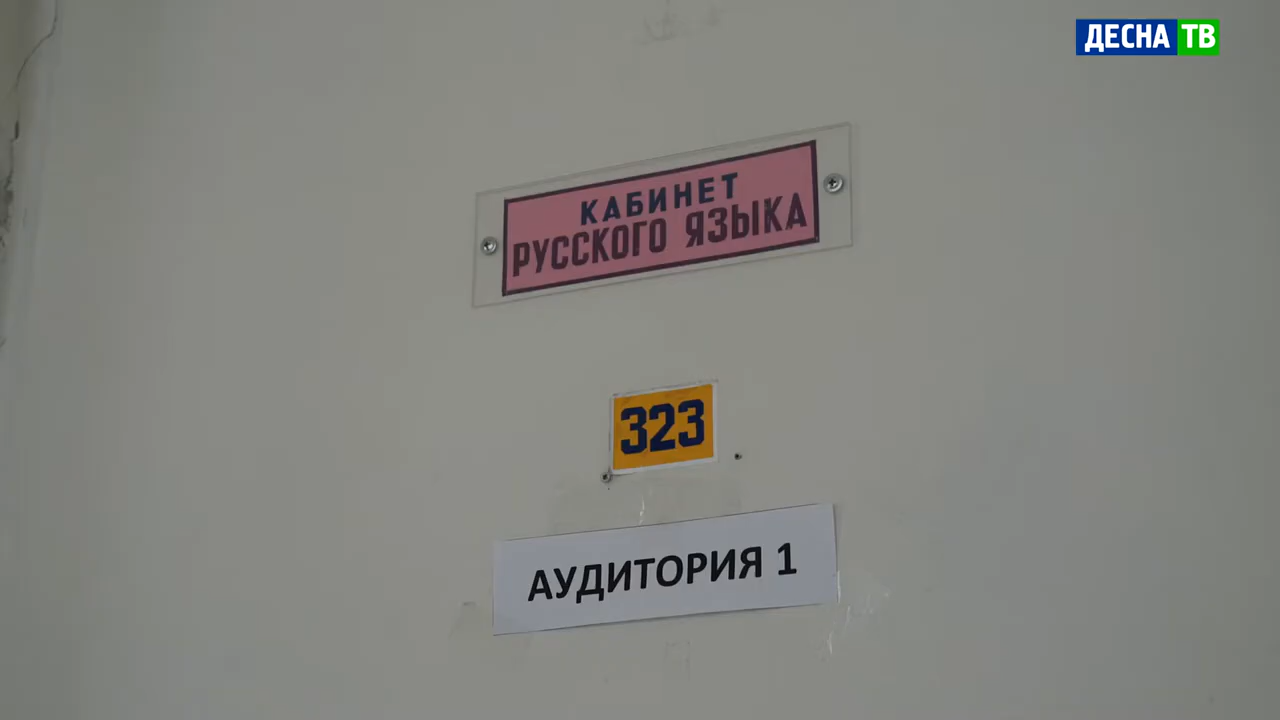 ДЕСНА ТВ
КАБИНЕТ
РУССКОГО ЯЗЫКА
323
АУДИТОРИЯ 1